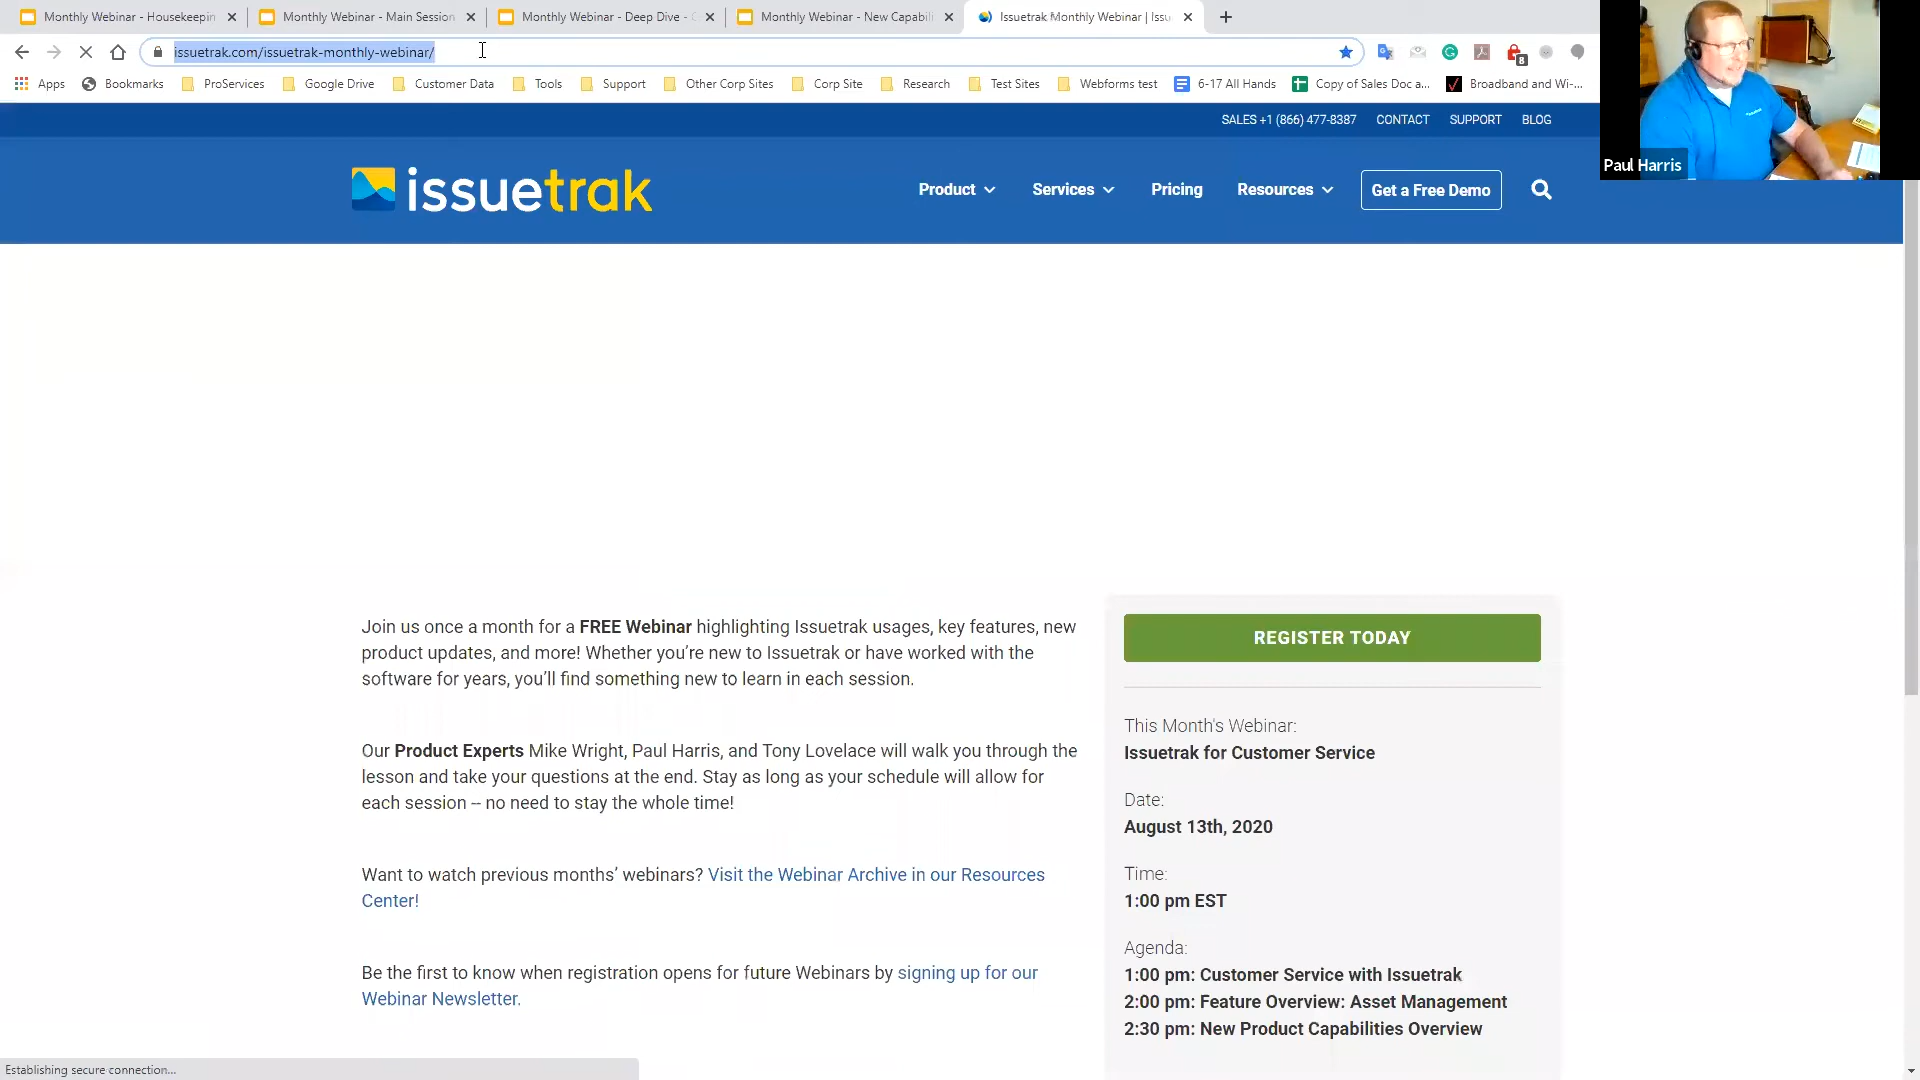 Monthly Webinar - Housekeepin
Monthly Webinar - Main Session
Monthly Webinar - Deep Dive -
Monthly Webinar - New Capabili
Issuetrak Monthly Webinar | Issu
issuetrak.com/issuetrak-monthly-webinar/
8
Apps
Bookmarks
ProServices
Google Drive
Customer Data
Tools
Support
Other Corp Sites
Corp Site
Research
Test Sites
Webforms test
6-17 All Hands
Copy of Sales Doc a...
Broadband and Wi-...
Paul Harris
SALES +1 (866) 477-8387
CONTACT
SUPPORT
BLOG
issuetrak
Product
Services
Pricing
Resources
Get a Free Demo
Join us once a month for a FREE Webinar highlighting Issuetrak usages, key features, new
product updates, and more! Whether you’re new to Issuetrak or have worked with the
software for years, you’ll find something new to learn in each session.
Our Product Experts Mike Wright, Paul Harris, and Tony Lovelace will walk you through the
lesson and take your questions at the end. Stay as long as your schedule will allow for
each session – no need to stay the whole time!
Want to watch previous months’ webinars? Visit the Webinar Archive in our Resources
Center!
Be the first to know when registration opens for future Webinars by signing up for our
Webinar Newsletter.
REGISTER TODAY
This Month's Webinar:
Issuetrak for Customer Service
Date:
August 13th, 2020
Time:
1:00 pm EST
Agenda:
1:00 pm: Customer Service with Issuetrak
2:00 pm: Feature Overview: Asset Management
2:30 pm: New Product Capabilities Overview
Establishing secure connection...